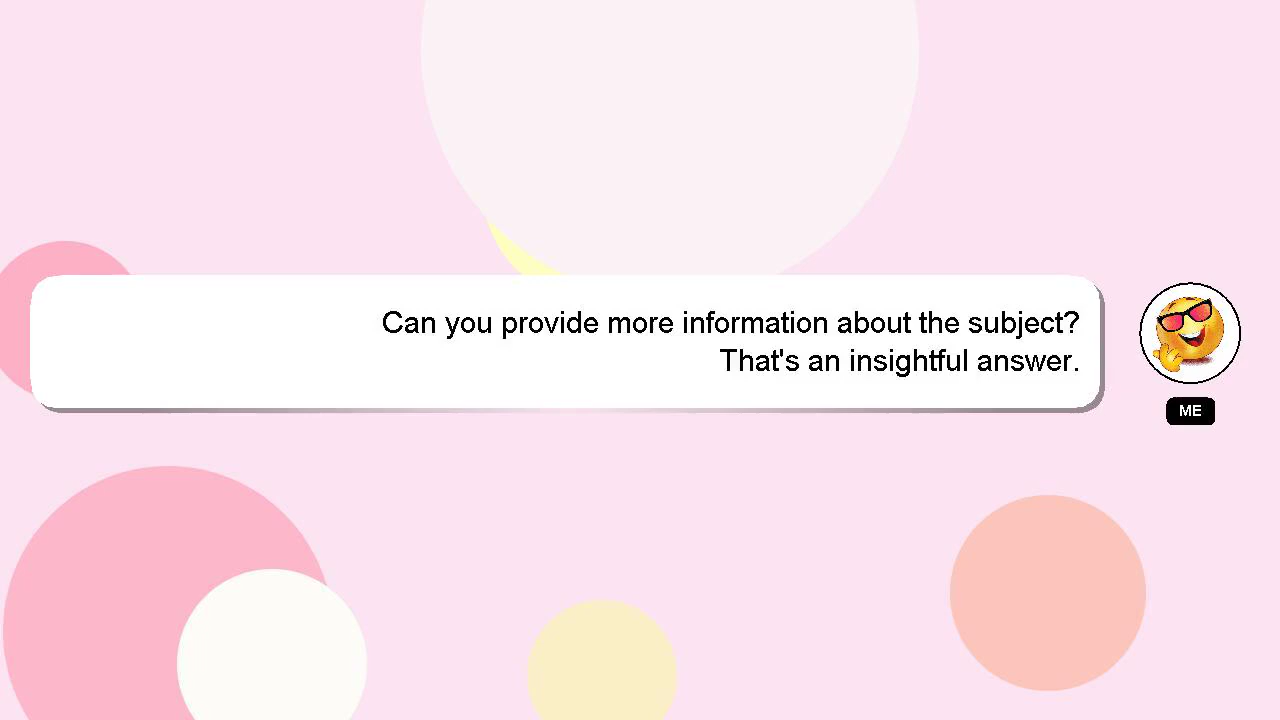 Can you provide more information about the subject?
That's an insightful answer.
ME